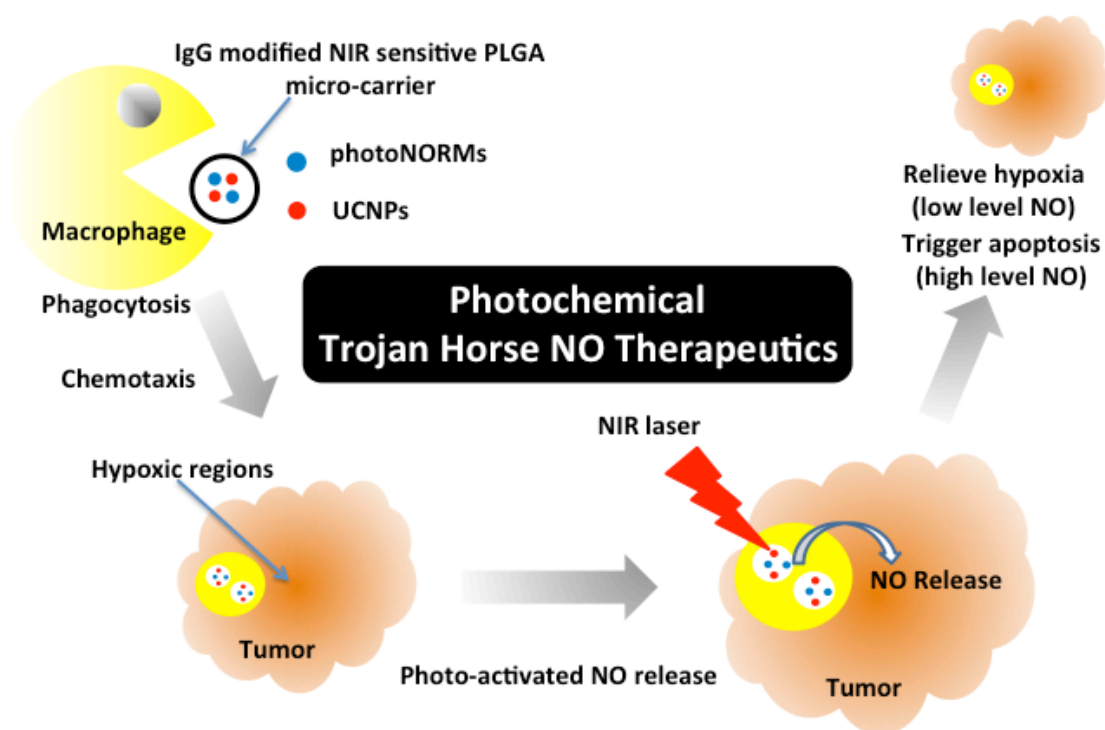 IgG modified NIR sensitive PLGA
micro-carrier
photoNORMs
UCNPs
Macrophage
Phagocytosis
Chemotaxis
Photochemical
Trojan Horse NO Therapeutics
Relieve hypoxia
(low level NO)
Trigger apoptosis
(high level NO)
Hypoxic regions
Tumor
Photo-activated NO release
NIR laser
NO Release
Tumor